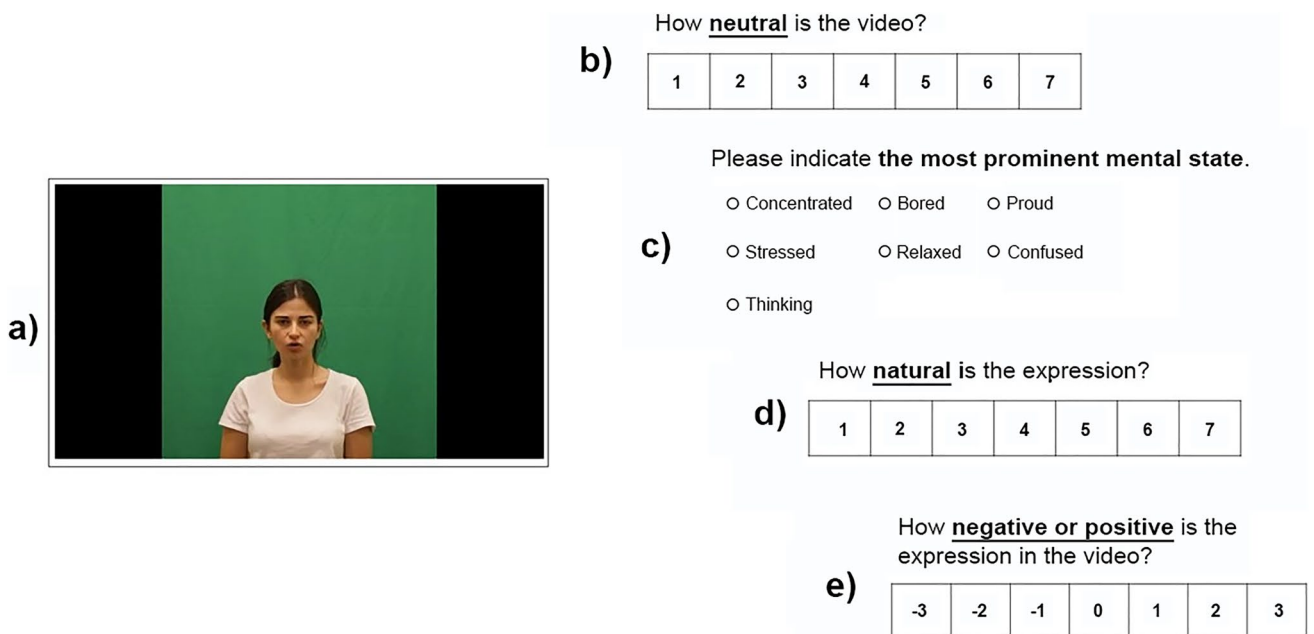 a)
b)
How neutral is the video?
1 2 3 4 5 6 7
c)
Please indicate the most prominent mental state.
Concentrated Bored Proud
Stressed Relaxed Confused
Thinking
d)
How natural is the expression?
1 2 3 4 5 6 7
e)
How negative or positive is the
expression in the video?
-3 -2 -1 0 1 2 3